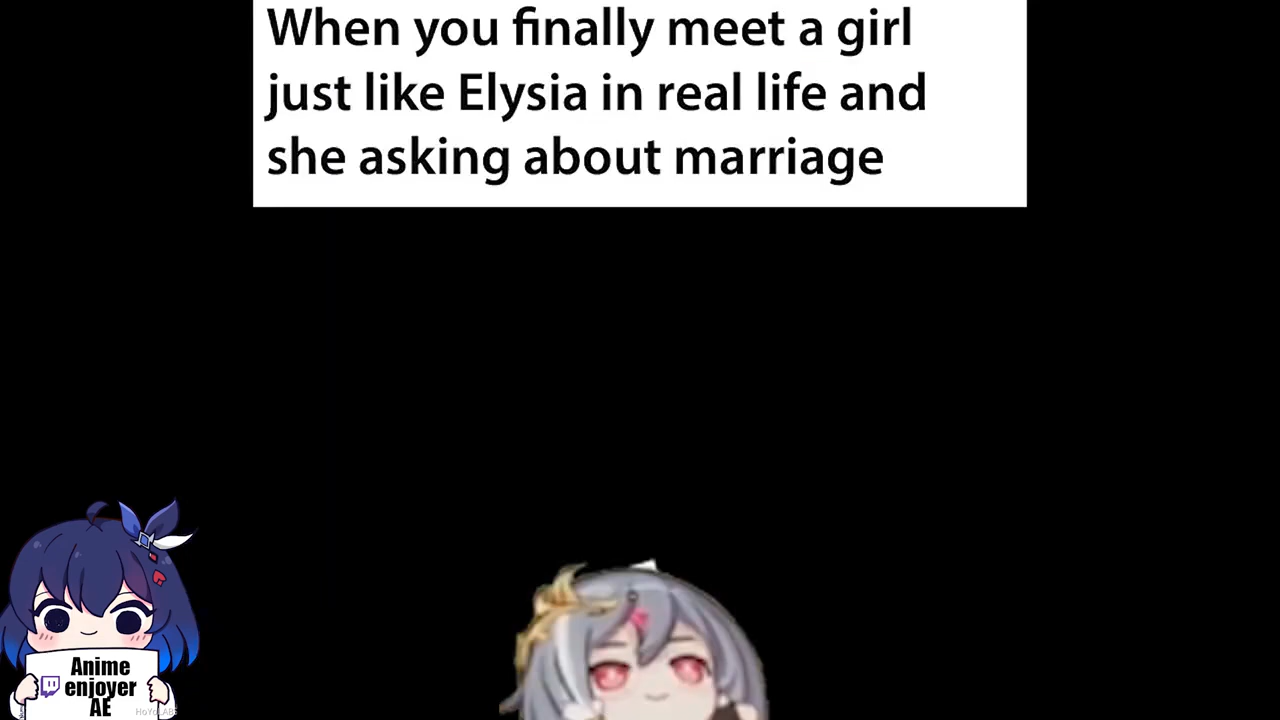 When you finally meet a girl
just like Elysia in real life and
she asking about marriage
Anime
enjoyer
AE
HoYoLAB